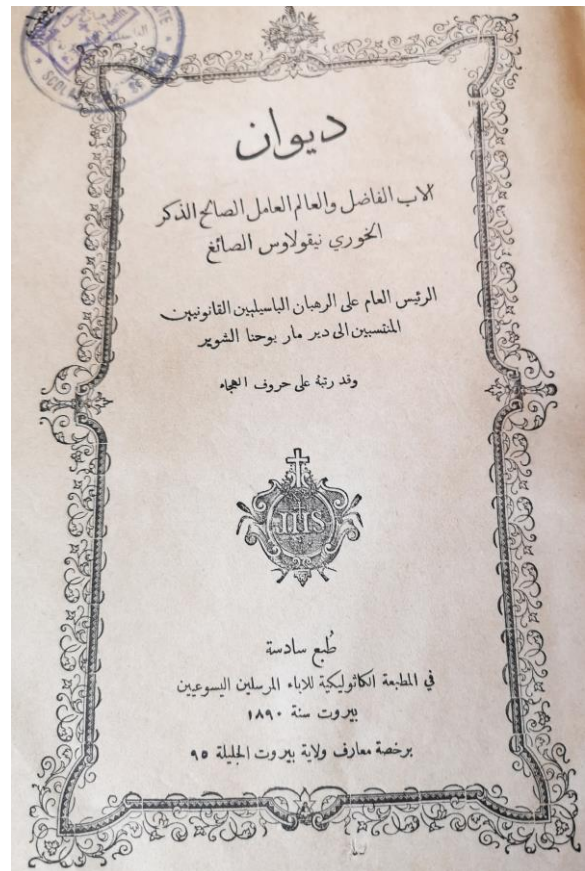 ديوان
الاب الفاضل والعالم العامل الصالح الذكر
الخوري نيقولاوس الصائغ
الرئيس العام على الرهبان الباسيليين القانونيين
المنتسبين الى دير مار يوحنا الشوير
وقد رتبه على حروف الهجاء
IHS
طُبع سادسة
في المطبعة الكاثوليكية للاباء المرسلين اليسوعيين
بيروت سنة ١٨٩٠
برخصة معارف ولاية بيروت الجليلة ٩٥